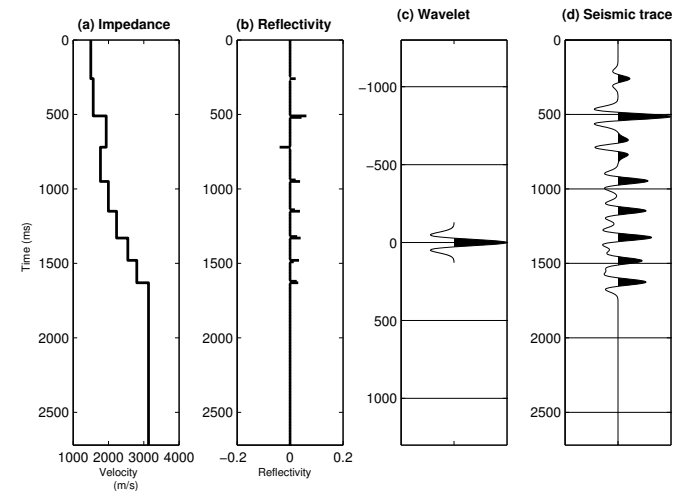 (a) Impedance
(b) Reflectivity
(c) Wavelet
(d) Seismic trace
0
500
1000
1500
2000
2500
Time (ms)
1000 2000 3000 4000
Velocity
(m/s)
0
500
1000
1500
2000
2500
−0.2 0 0.2
Reflectivity
−1000
−500
0
500
1000
0
500
1000
1500
2000
2500